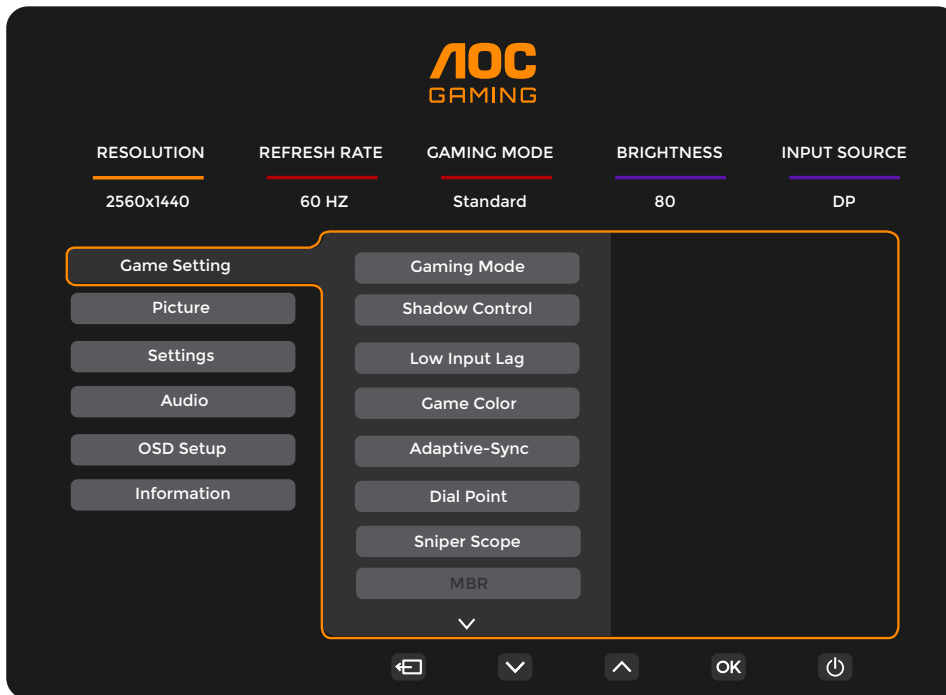 AOC
GAMING
RESOLUTION REFRESH RATE GAMING MODE BRIGHTNESS INPUT SOURCE
2560x1440 60 HZ Standard 80 DP
Game Setting
Picture
Settings
Audio
OSD Setup
Information
Gaming Mode
Shadow Control
Low Input Lag
Game Color
Adaptive-Sync
Dial Point
Sniper Scope
MBR
OK